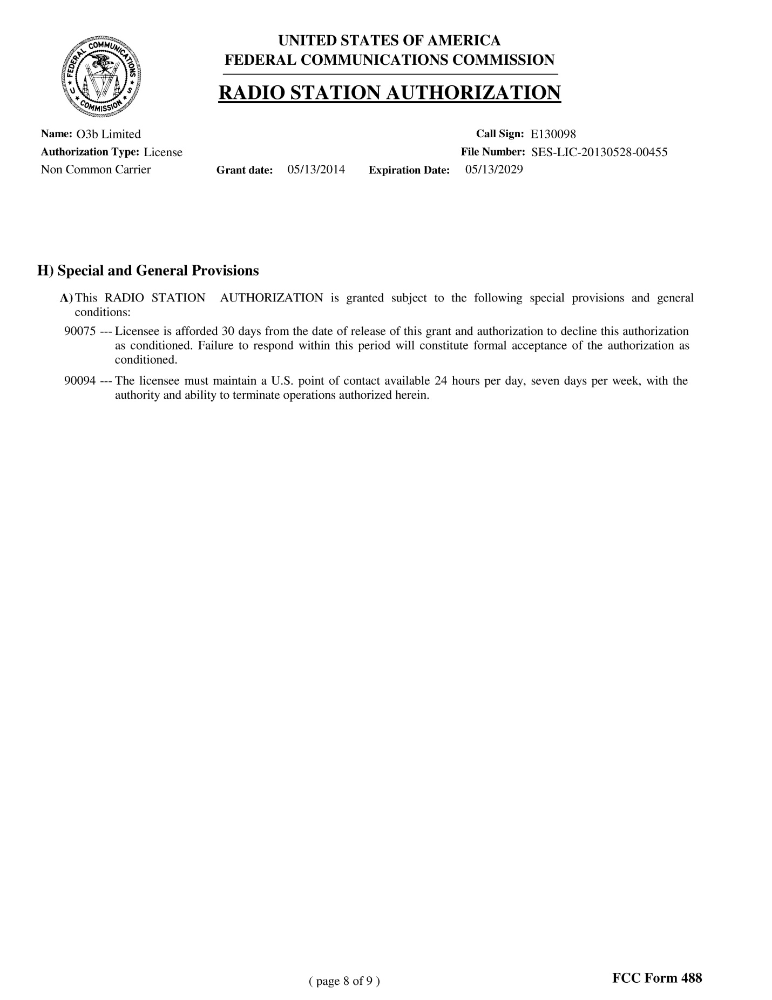 UNITED STATES OF AMERICA
FEDERAL COMMUNICATIONS COMMISSION
RADIO STATION AUTHORIZATION
U ★ FEDERAL COMMUNICATIONS ★ S ★ COMMISSION ★
Name: O3b Limited Call Sign: E130098
Authorization Type: License File Number: SES-LIC-20130528-00455
Non Common Carrier Grant date: 05/13/2014 Expiration Date: 05/13/2029
H) Special and General Provisions
A) This RADIO STATION AUTHORIZATION is granted subject to the following special provisions and general
conditions:
90075 --- Licensee is afforded 30 days from the date of release of this grant and authorization to decline this authorization
as conditioned. Failure to respond within this period will constitute formal acceptance of the authorization as
conditioned.
90094 --- The licensee must maintain a U.S. point of contact available 24 hours per day, seven days per week, with the
authority and ability to terminate operations authorized herein.
( page 8 of 9 ) FCC Form 488